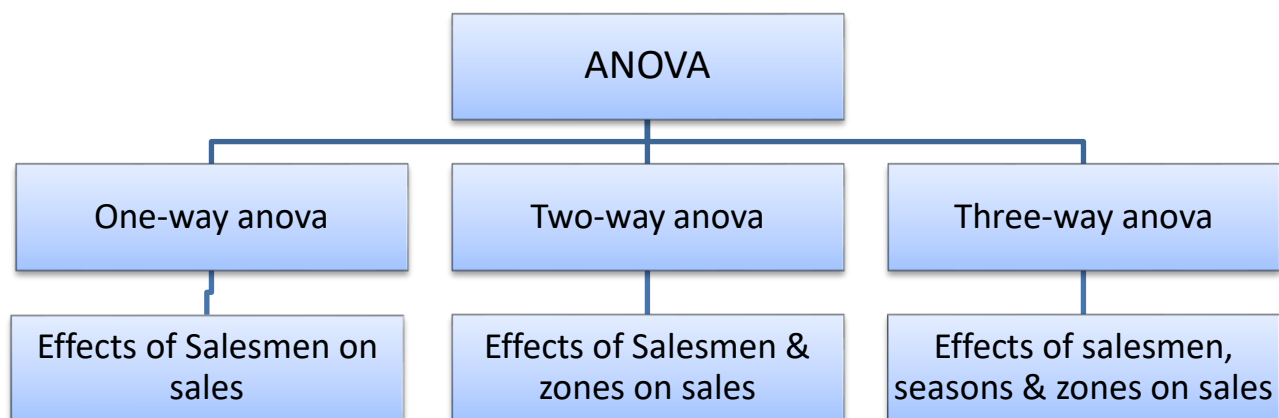 ANOVA
One-way anova
Two-way anova
Three-way anova
Effects of Salesmen on
sales
Effects of Salesmen &
zones on sales
Effects of salesmen,
seasons & zones on sales